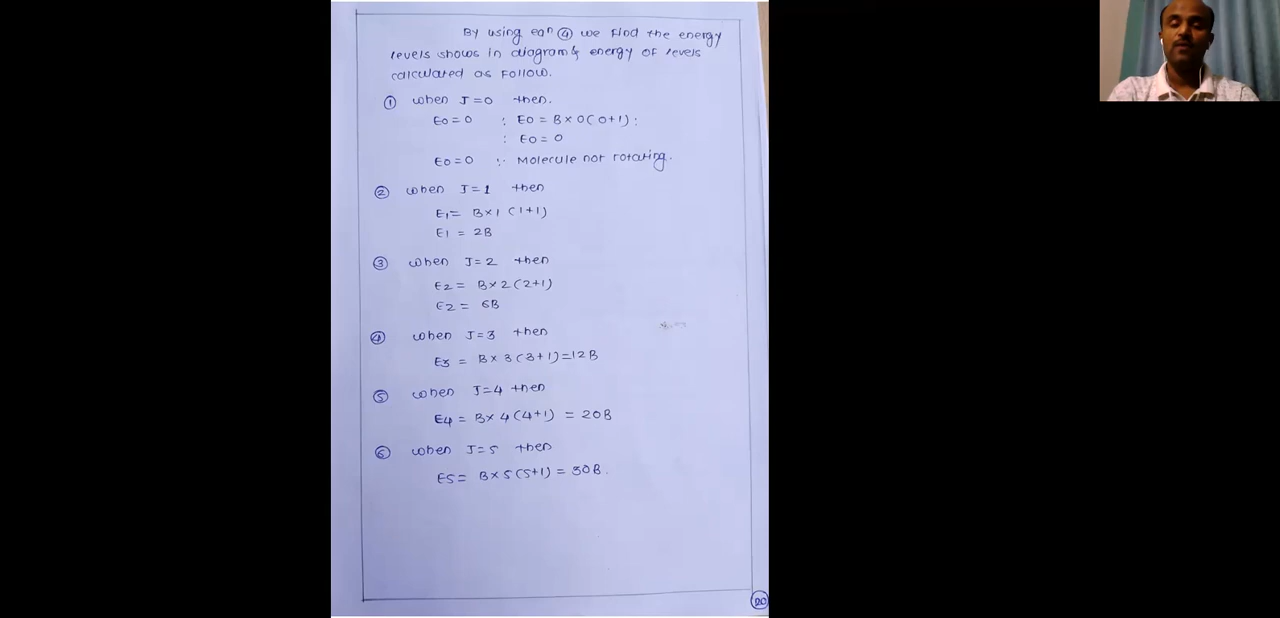 By using eqn ④ we find the energy
levels shows in diagram & energy of levels
calculated as follow.
① when J=0 then.
E0=0 : E0 = B×0(0+1):
: E0=0
E0=0 ∵ Molecule not rotating.
② when J=1 then
E1= B×1 (1+1)
E1 = 2B
③ when J=2 then
E2= B×2(2+1)
E2= 6B
④ when J=3 then
E3 = B×3(3+1)=12B
⑤ when J=4 then
E4= B×4(4+1) = 20B
⑥ when J=5 then
E5= B×5(5+1) = 30B.